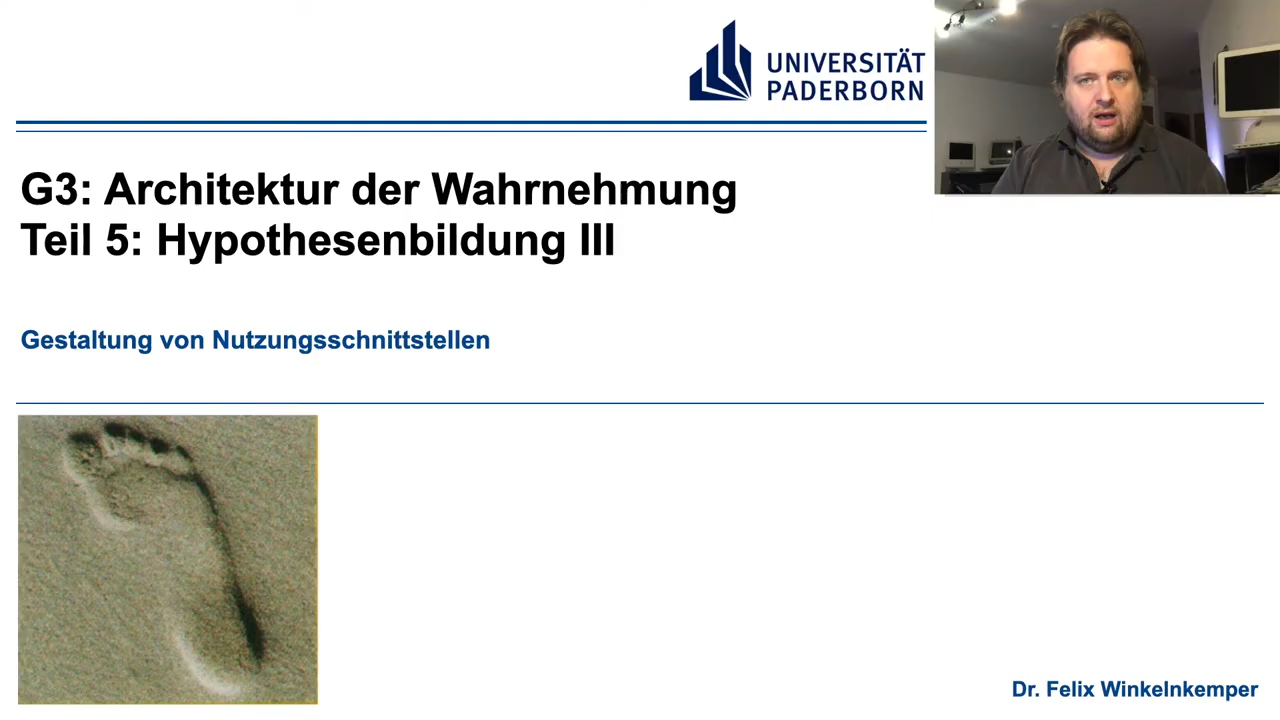 UNIVERSITÄT
PADERBORN
G3: Architektur der Wahrnehmung
Teil 5: Hypothesenbildung III
Gestaltung von Nutzungsschnittstellen
Dr. Felix Winkelnkemper